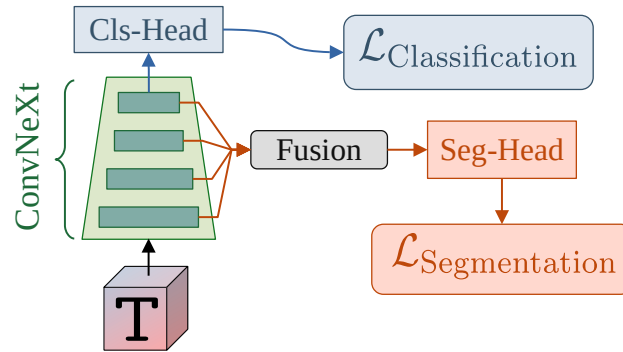 Cls-Head
ℒClassification
ConvNeXt
Fusion
Seg-Head
ℒSegmentation
T